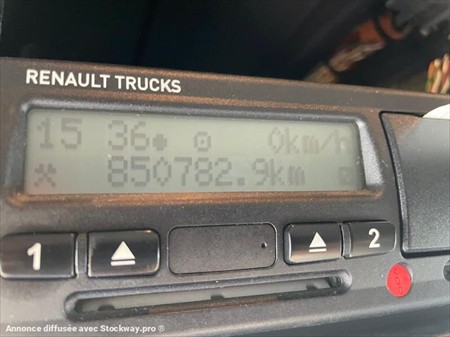 RENAULT TRUCKS
15 36 0km/h
850782.9km
1 2
Annonce diffusée avec Stockway.pro ®